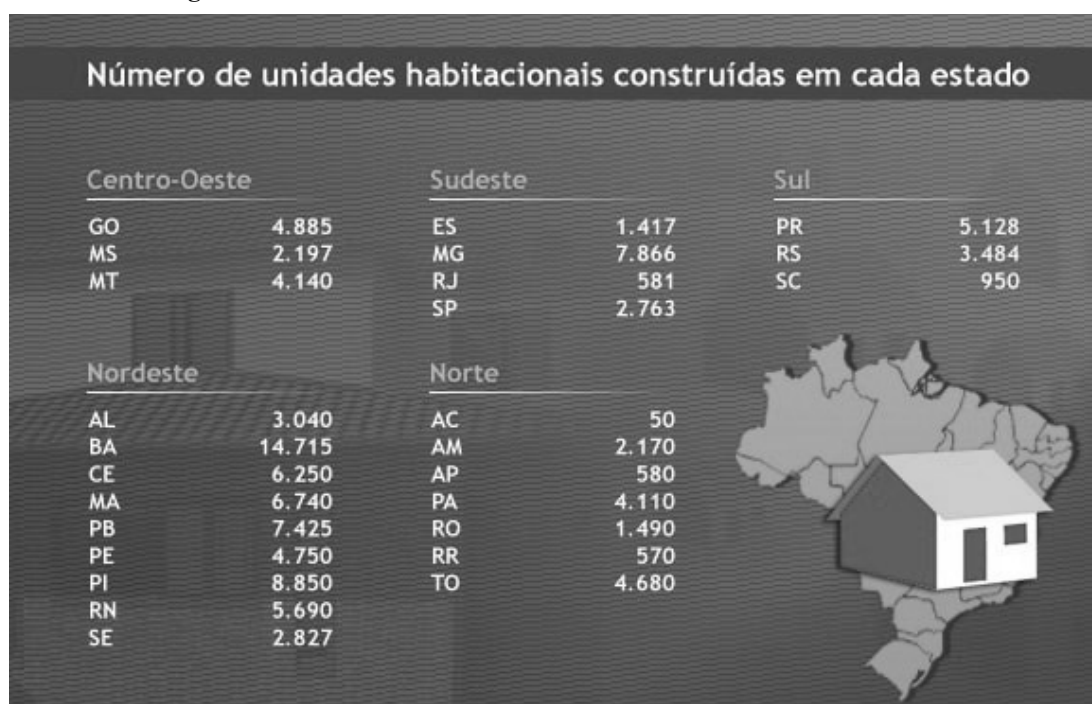 Número de unidades habitacionais construídas em cada estado
Centro-Oeste
GO 4.885
MS 2.197
MT 4.140
Sudeste
ES 1.417
MG 7.866
RJ 581
SP 2.763
Sul
PR 5.128
RS 3.484
SC 950
Nordeste
AL 3.040
BA 14.715
CE 6.250
MA 6.740
PB 7.425
PE 4.750
PI 8.850
RN 5.690
SE 2.827
Norte
AC 50
AM 2.170
AP 580
PA 4.110
RO 1.490
RR 570
TO 4.680